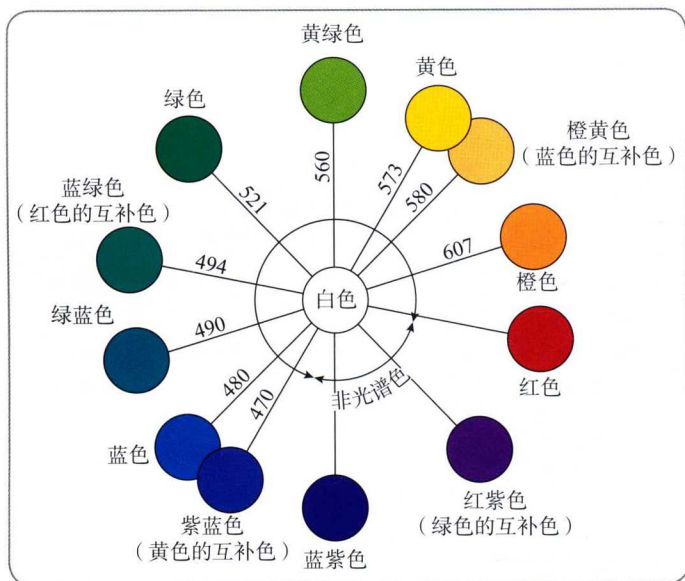 黄绿色
黄色
绿色
橙黄色
（蓝色的互补色）
560
573
580
521
蓝绿色
（红色的互补色）
494
607
橙色
白色
绿蓝色
490
红色
480
470
非光谱色
蓝色
紫蓝色
（黄色的互补色）
蓝紫色
红紫色
（绿色的互补色）